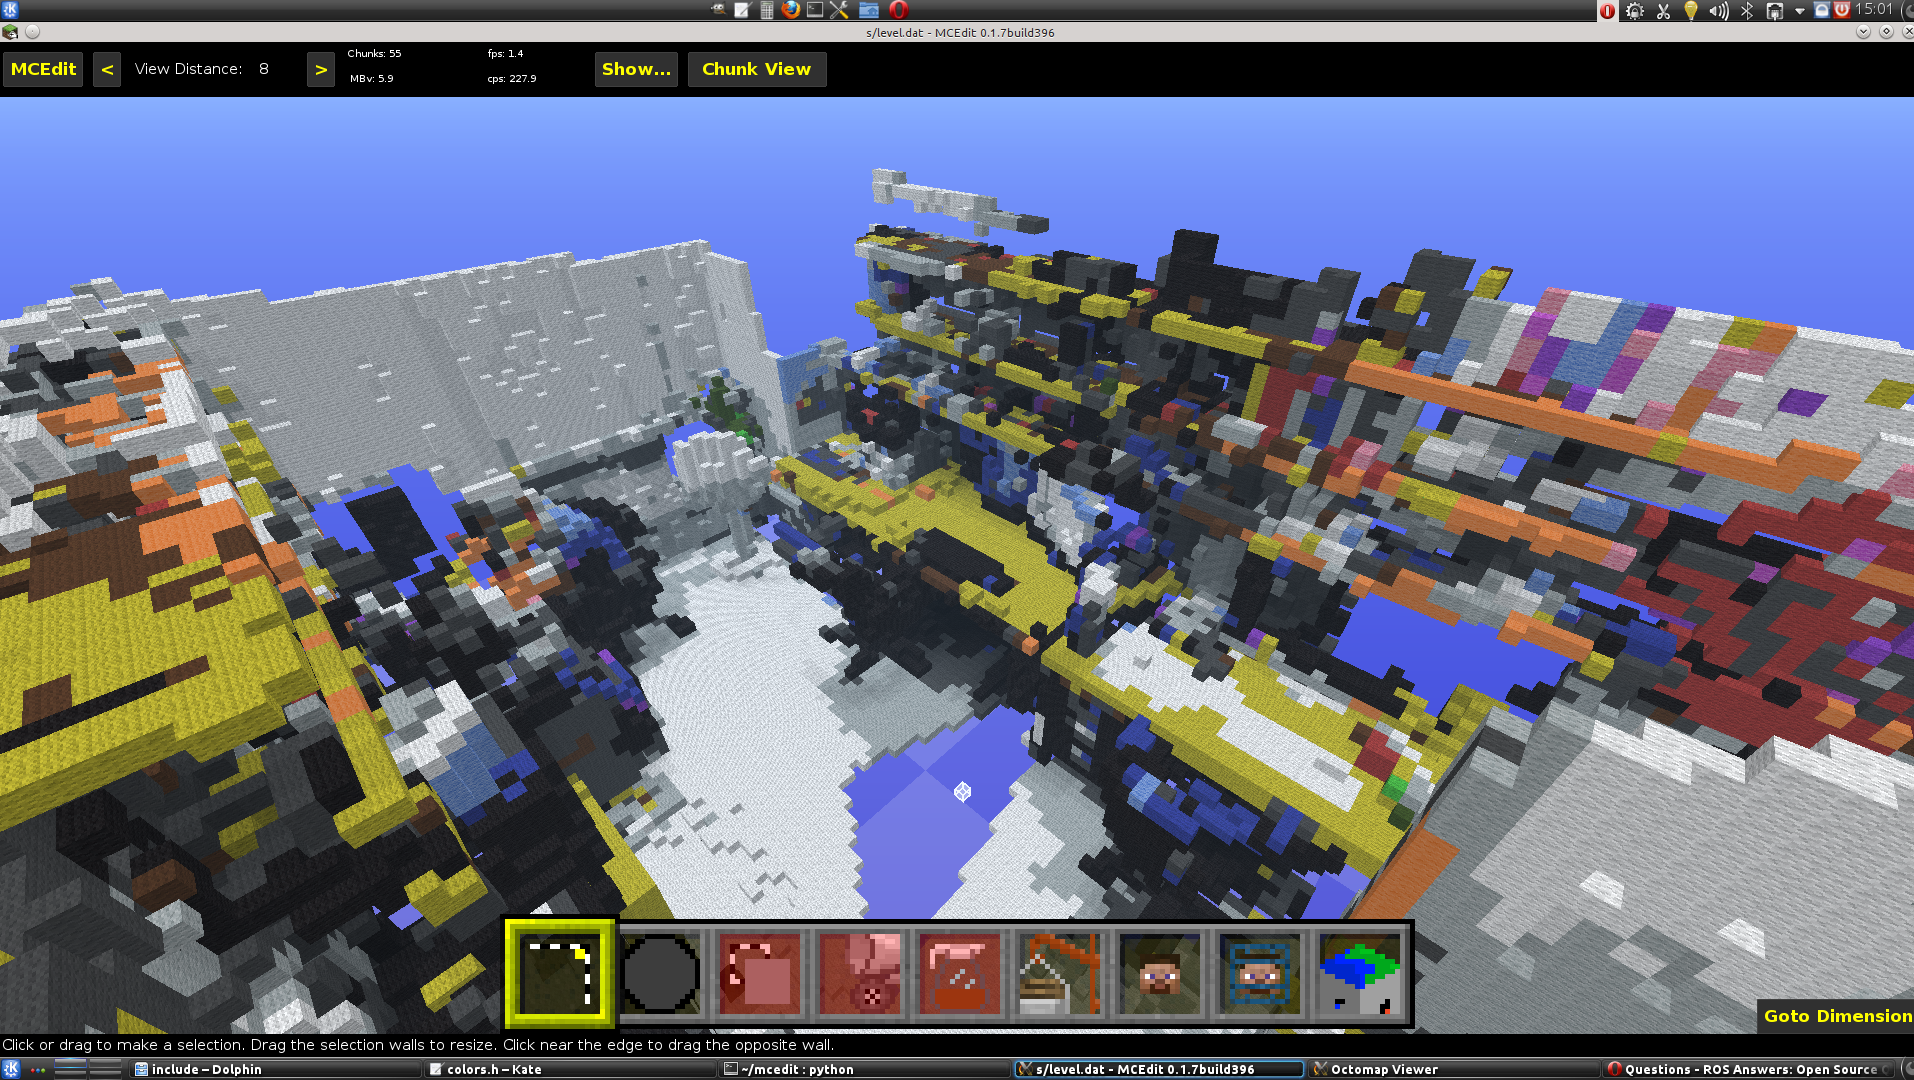 15:01
s/level.dat - MCEdit 0.1.7build396
MCEdit < View Distance: 8 > Chunks: 55 fps: 1.4 Show... Chunk View
MBv: 5.9 cps: 227.9
Goto Dimension
Click or drag to make a selection. Drag the selection walls to resize. Click near the edge to drag the opposite wall.
include – Dolphin colors.h – Kate ~/mcedit : python s/level.dat - MCEdit 0.1.7build396 Octomap Viewer Questions - ROS Answers: Open Source